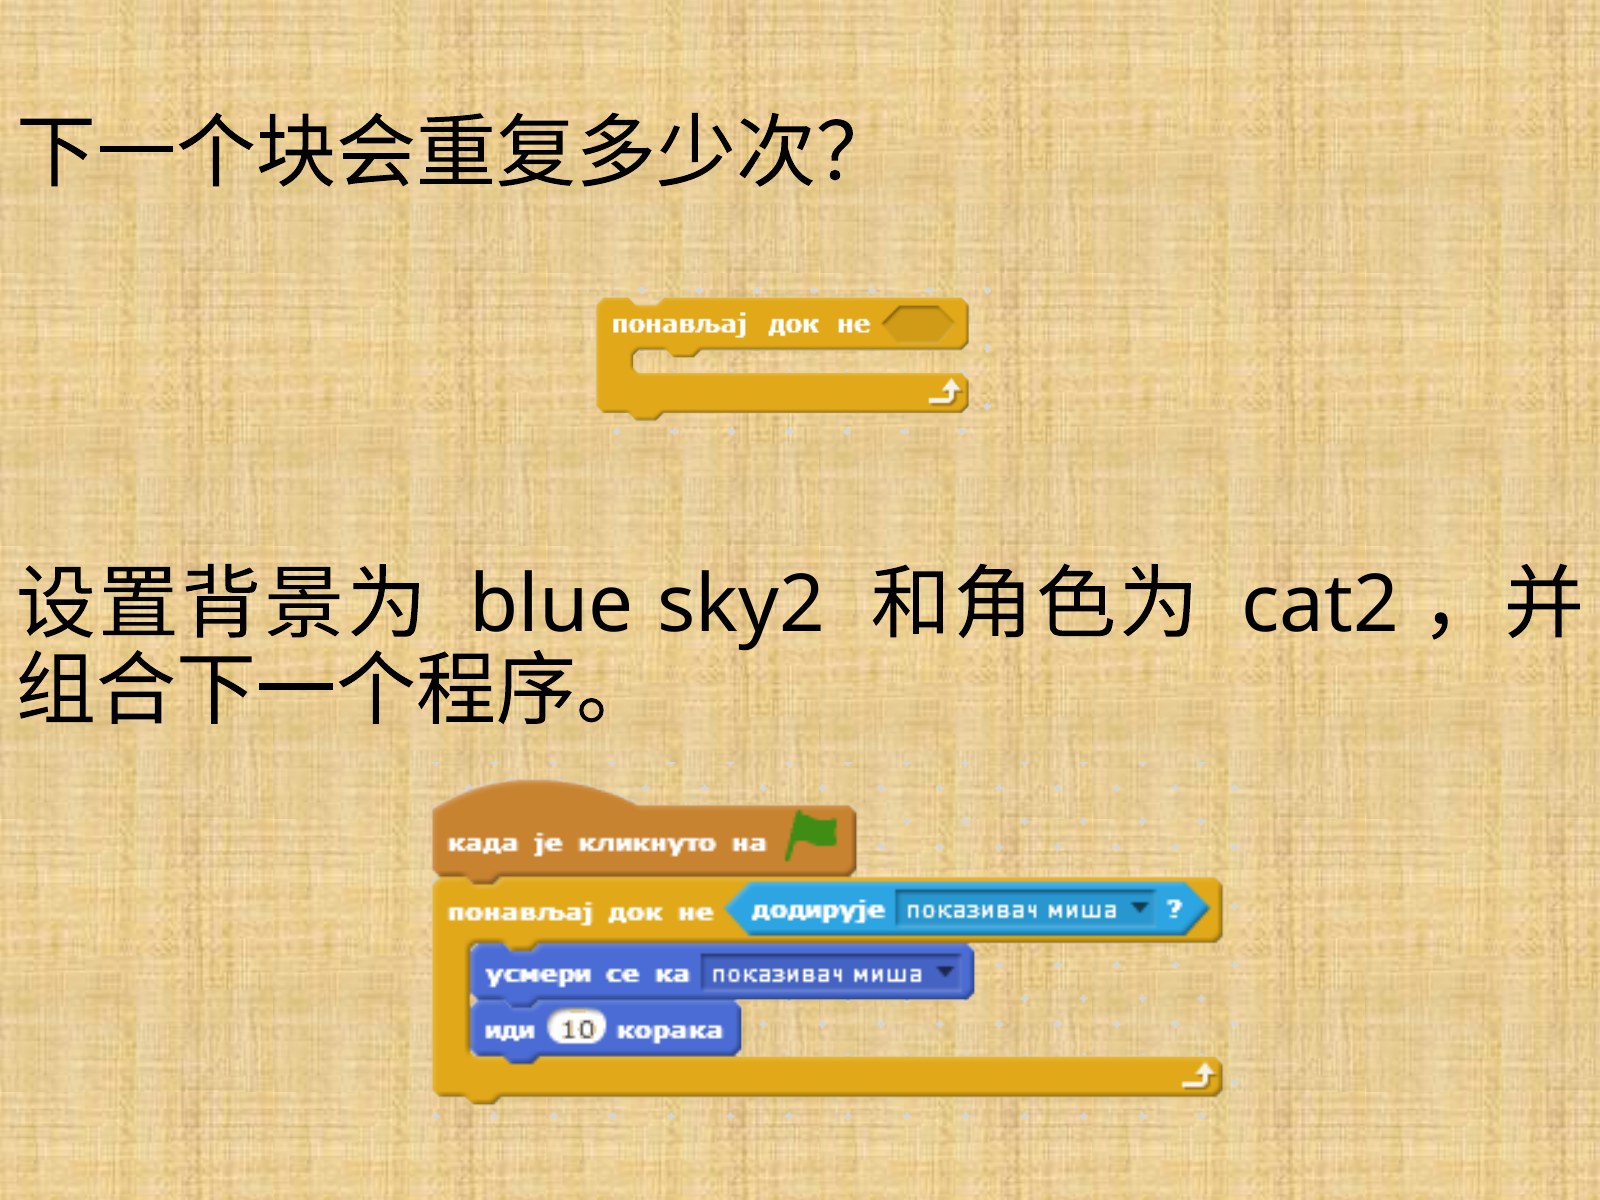 下一个块会重复多少次?
понављај док не
设置背景为 blue sky2 和角色为 cat2 ，并
组合下一个程序。
када је кликнуто на
понављај док не додирује показивач миша ?
усмери се ка показивач миша
иди 10 корака